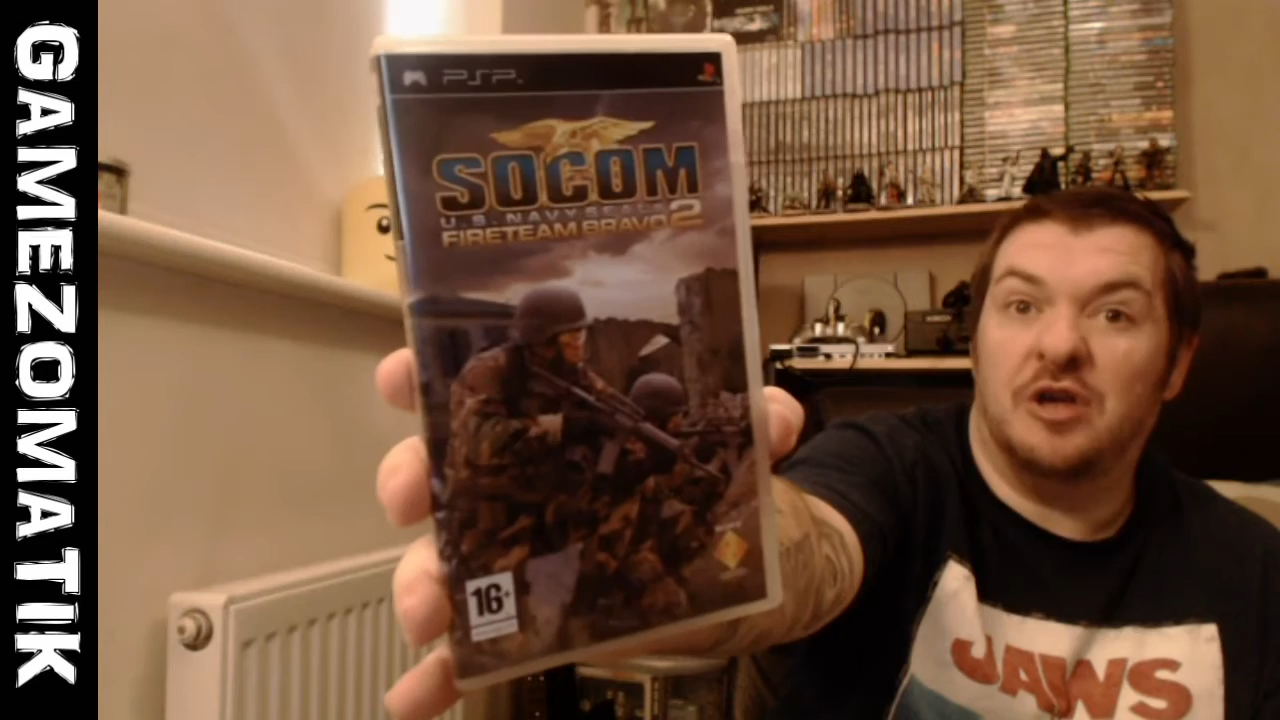 GAMEZOMATIK
PSP
SOCOM
U.S. NAVY SEALS
FIRETEAM BRAVO 2
16+
JAWS